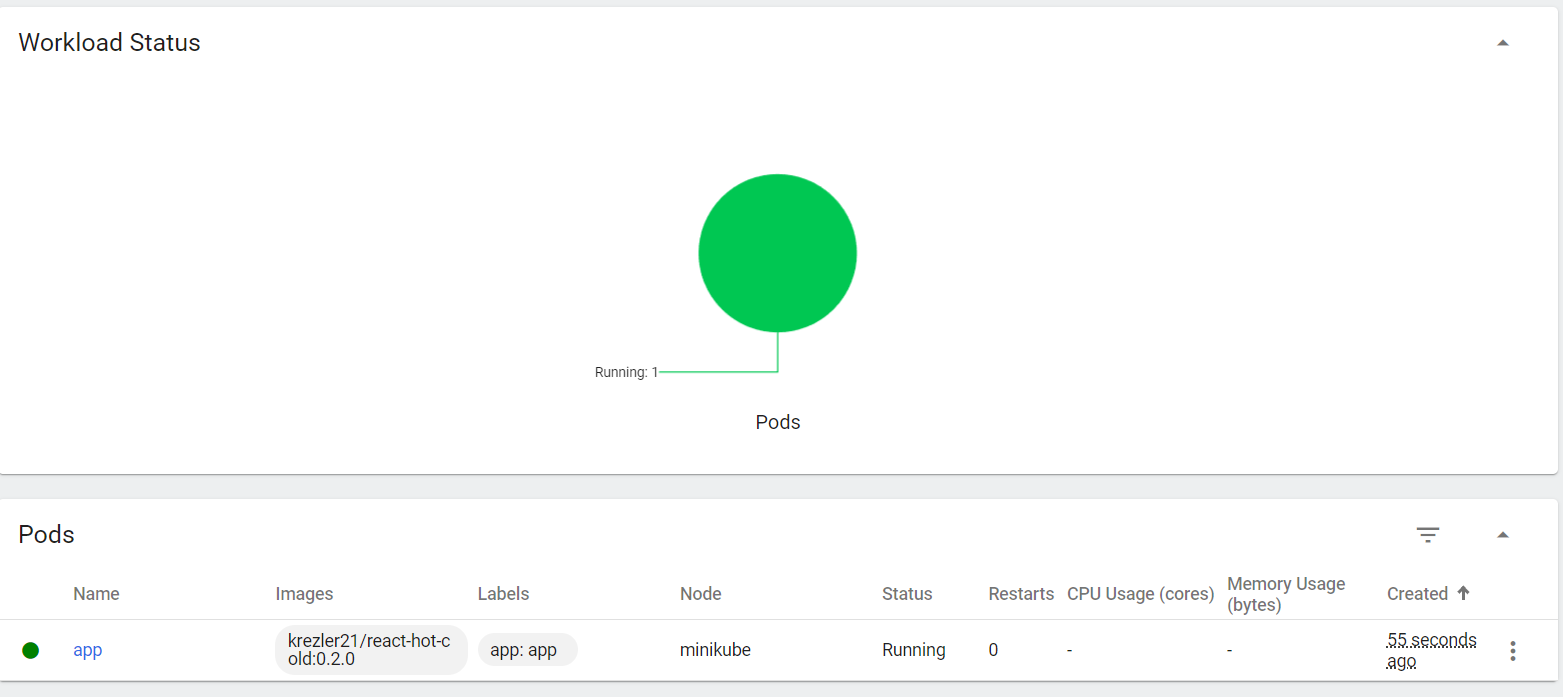 Workload Status
Running: 1
Pods
Pods
Name Images Labels Node Status Restarts CPU Usage (cores) Memory Usage (bytes) Created
app krezler21/react-hot-c app: app minikube Running 0 - - 55 seconds
old:0.2.0 ago